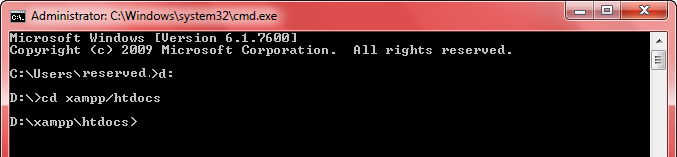 Administrator: C:\Windows\system32\cmd.exe
Microsoft Windows [Version 6.1.7600]
Copyright (c) 2009 Microsoft Corporation.  All rights reserved.
C:\Users\reserved.>d:
D:\>cd xampp/htdocs
D:\xampp\htdocs>